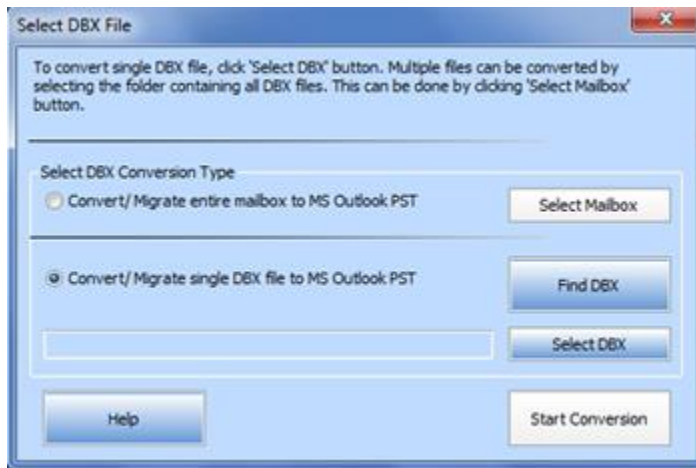 Select DBX File
To convert single DBX file, click 'Select DBX' button. Multiple files can be converted by
selecting the folder containing all DBX files. This can be done by clicking 'Select Mailbox'
button.
Select DBX Conversion Type
Convert/ Migrate entire mailbox to MS Outlook PST
Select Mailbox
Convert/ Migrate single DBX file to MS Outlook PST
Find DBX
Select DBX
Help
Start Conversion